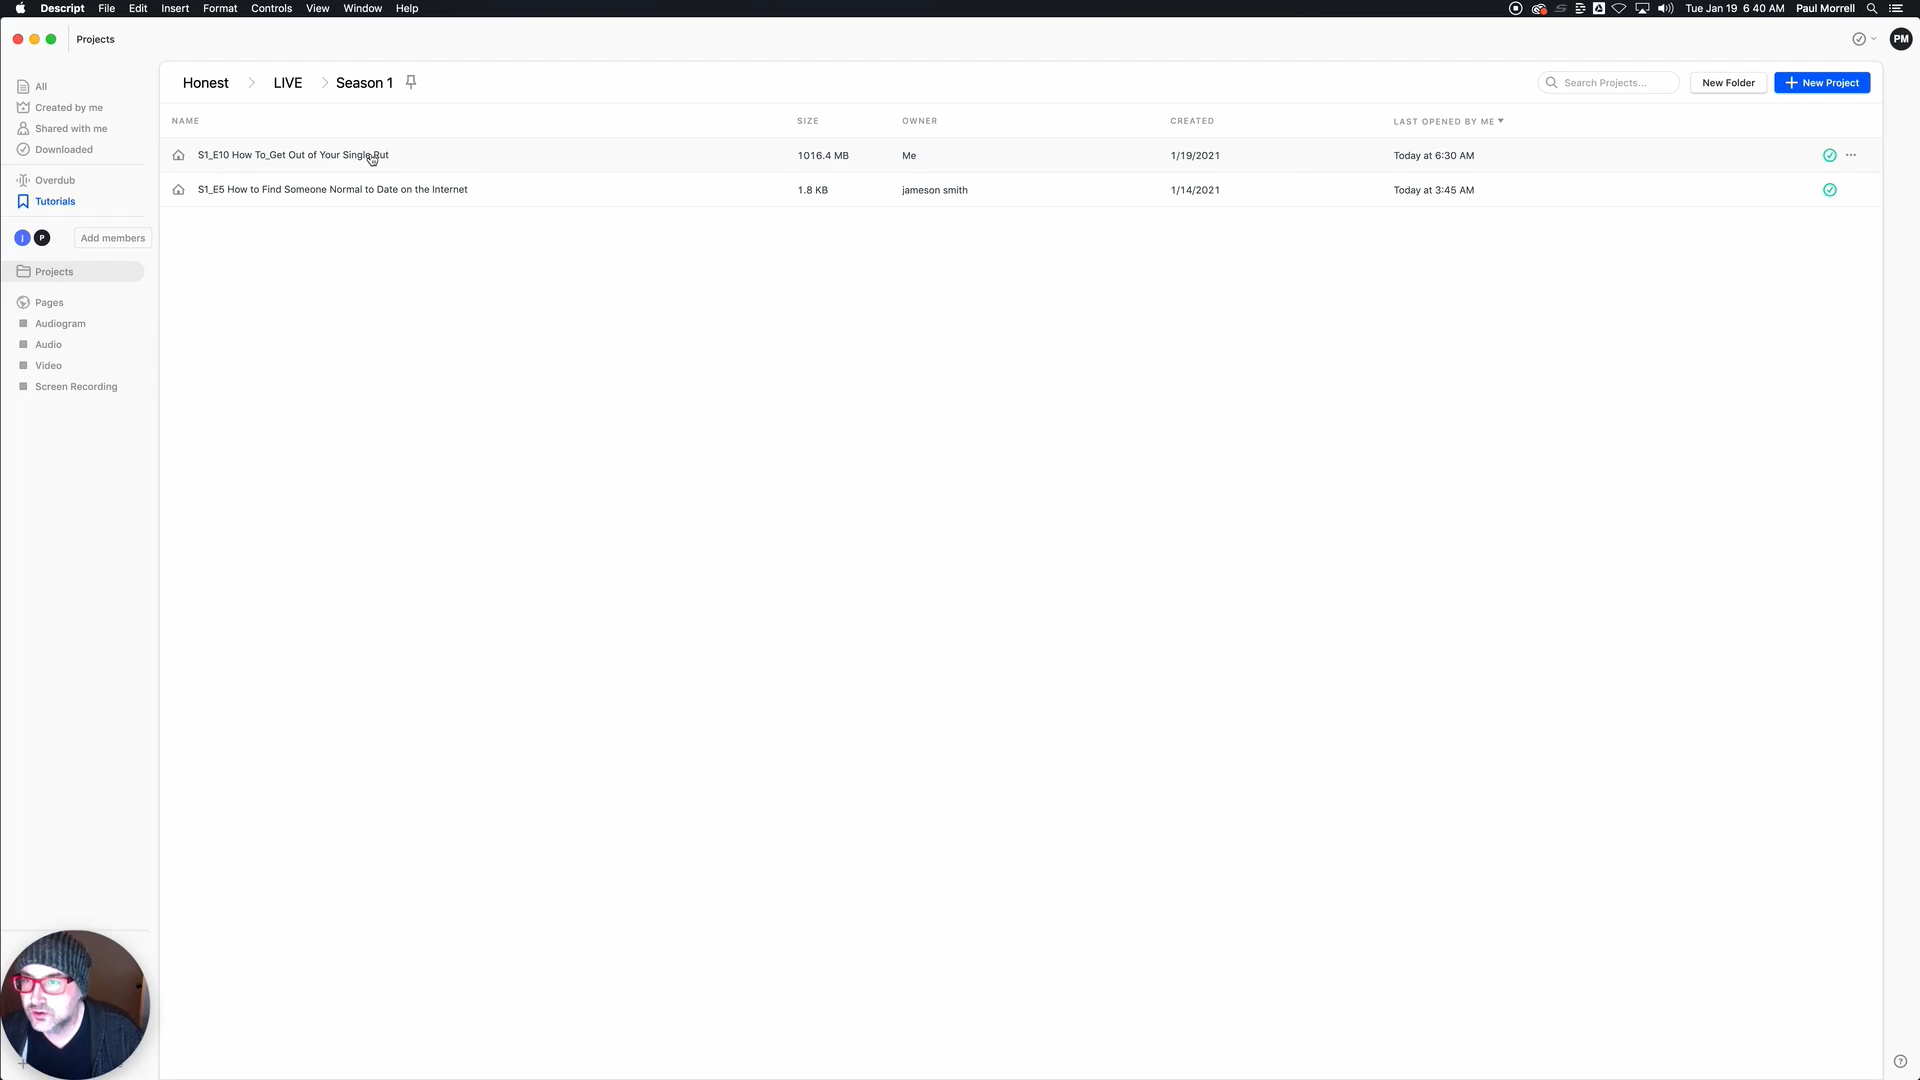 Descript File Edit Insert Format Controls View Window Help Tue Jan 19 6:40 AM Paul Morrell
Projects PM
Honest LIVE Season 1 Search Projects... New Folder New Project
NAME SIZE OWNER CREATED LAST OPENED BY ME
S1_E10 How To_Get Out of Your Single Rut 1016.4 MB Me 1/19/2021 Today at 6:30 AM
S1_E5 How to Find Someone Normal to Date on the Internet 1.8 KB jameson smith 1/14/2021 Today at 3:45 AM
All
Created by me
Shared with me
Downloaded
Overdub
Tutorials
j P Add members
Projects
Pages
Audiogram
Audio
Video
Screen Recording